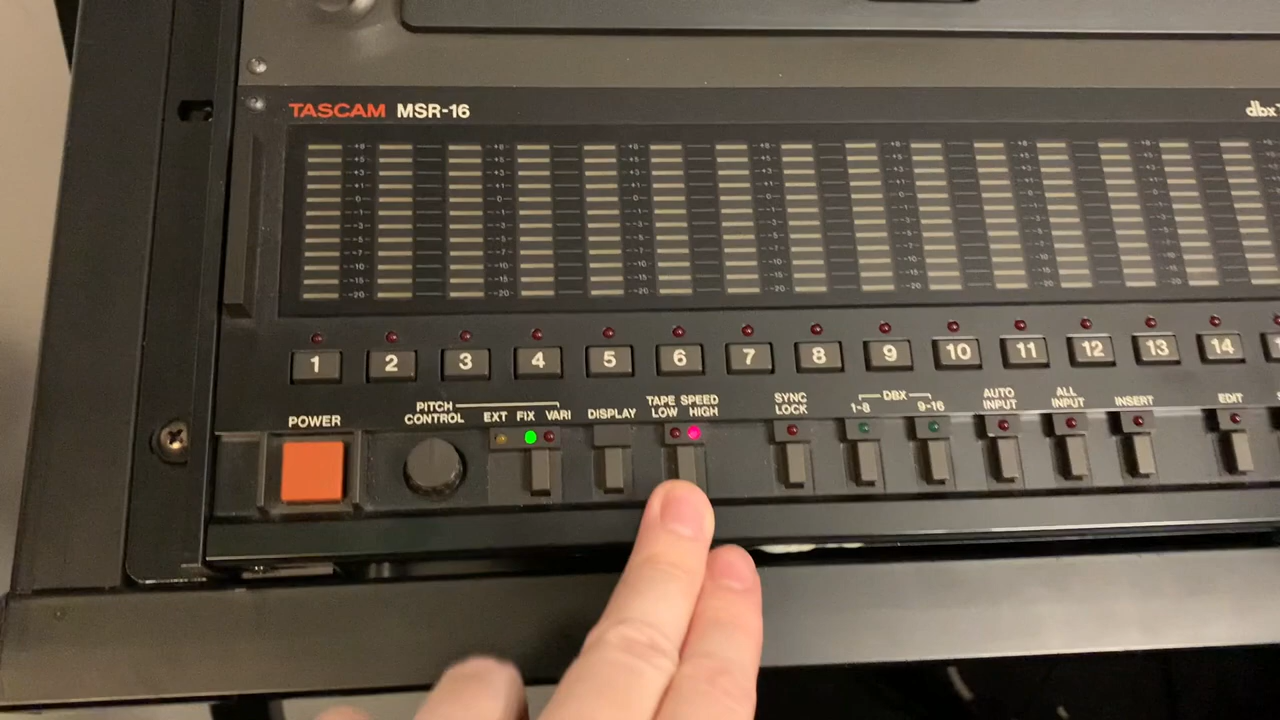 TASCAM MSR-16
dbx
1 2 3 4 5 6 7 8 9 10 11 12 13 14
POWER
PITCH CONTROL
EXT FIX VARI
DISPLAY
TAPE SPEED
LOW HIGH
SYNC LOCK
DBX
1-8 9-16
AUTO INPUT
ALL INPUT
INSERT
EDIT